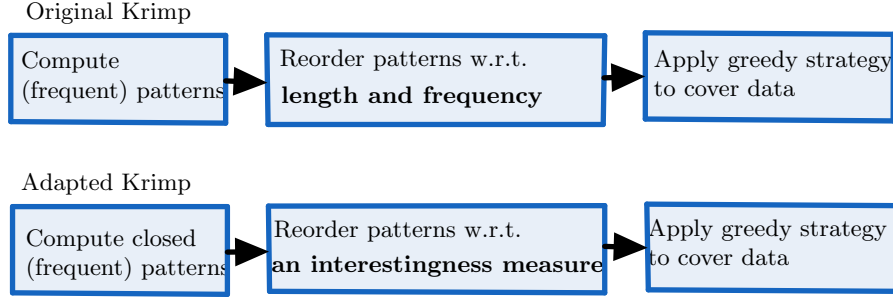 Original Krimp
Compute
(frequent) patterns
Reorder patterns w.r.t.
length and frequency
Apply greedy strategy
to cover data
Adapted Krimp
Compute closed
(frequent) patterns
Reorder patterns w.r.t.
an interestingness measure
Apply greedy strategy
to cover data